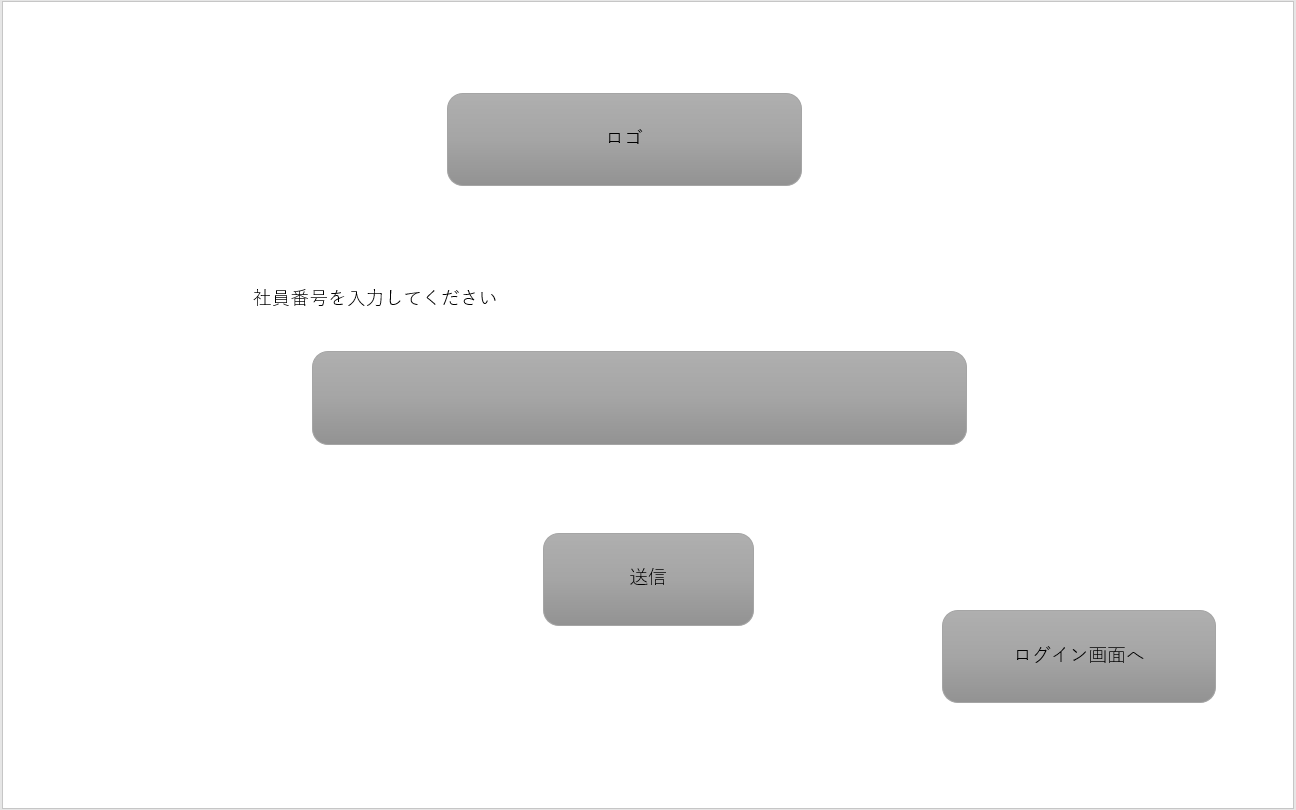 ロゴ
社員番号を入力してください
送信
ログイン画面へ